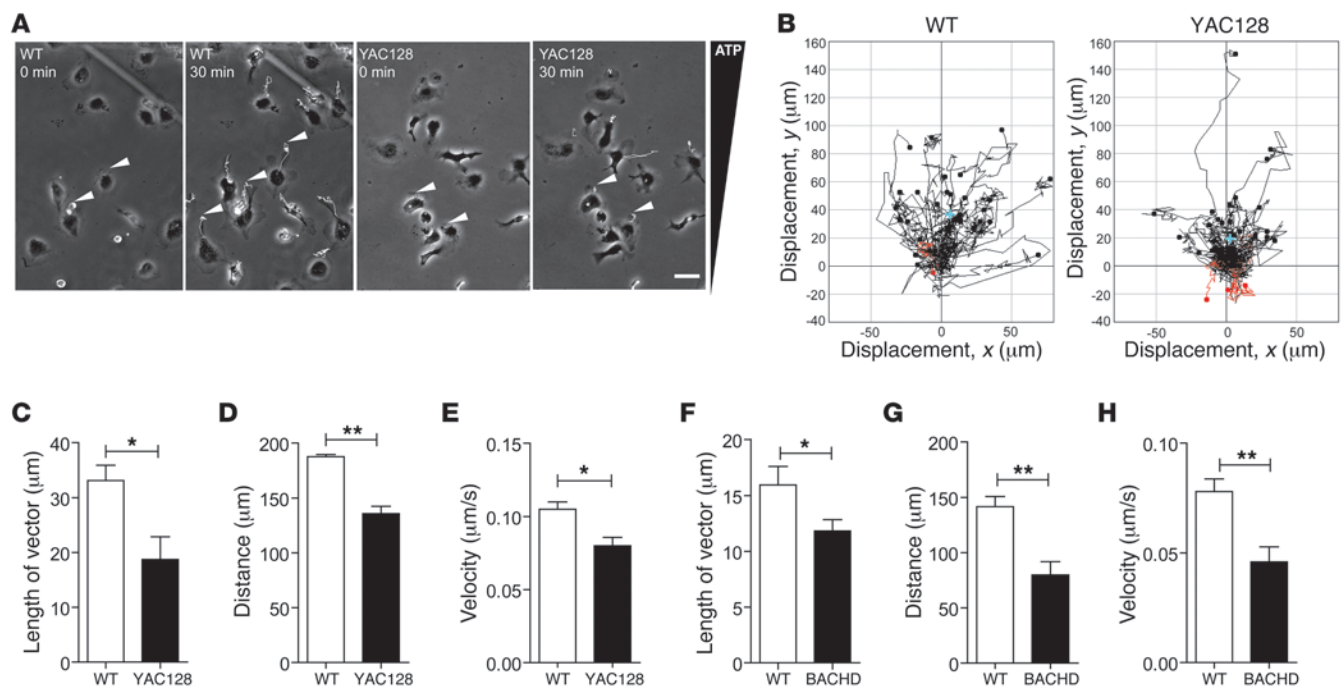 A
WT
0 min
WT
30 min
YAC128
0 min
YAC128
30 min
ATP
B
WT
YAC128
Displacement, y (µm)
160
140
120
100
80
60
40
20
0
-20
-40
-50
0
50
Displacement, x (µm)
Displacement, y (µm)
160
140
120
100
80
60
40
20
0
-20
-40
-50
0
50
Displacement, x (µm)
C
Length of vector (µm)
40
30
20
10
0
*
WT YAC128
D
Distance (µm)
200
150
100
50
0
**
WT YAC128
E
Velocity (µm/s)
0.15
0.10
0.05
0.00
*
WT YAC128
F
Length of vector (µm)
20
15
10
5
0
*
WT BACHD
G
Distance (µm)
200
150
100
50
0
**
WT BACHD
H
Velocity (µm/s)
0.10
0.05
0.00
**
WT BACHD